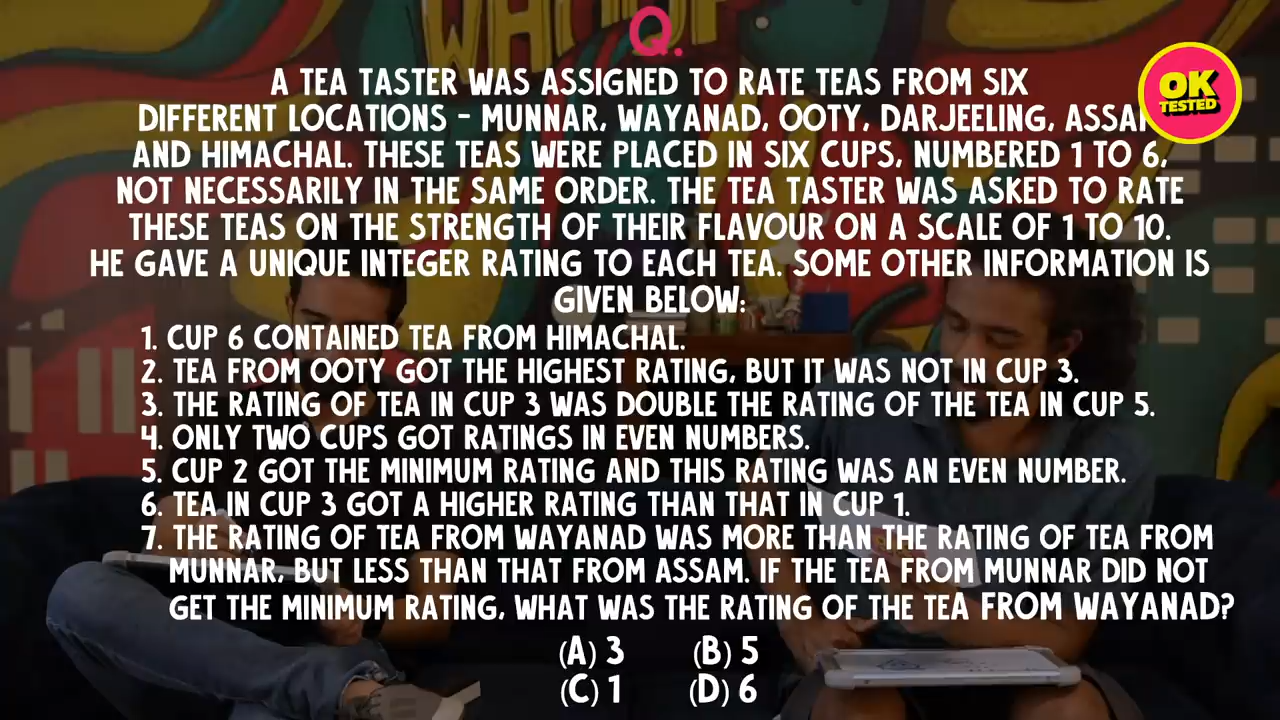 Q.
A TEA TASTER WAS ASSIGNED TO RATE TEAS FROM SIX
DIFFERENT LOCATIONS - MUNNAR, WAYANAD, OOTY, DARJEELING,
AND HIMACHAL. THESE TEAS WERE PLACED IN SIX CUPS, NUMBERED 1 TO 6,
NOT NECESSARILY IN THE SAME ORDER. THE TEA TASTER WAS ASKED TO RATE
THESE TEAS ON THE STRENGTH OF THEIR FLAVOUR ON A SCALE OF 1 TO 10.
HE GAVE A UNIQUE INTEGER RATING TO EACH TEA. SOME OTHER INFORMATION IS
GIVEN BELOW:
1. CUP 6 CONTAINED TEA FROM HIMACHAL.
2. TEA FROM OOTY GOT THE HIGHEST RATING, BUT IT WAS NOT IN CUP 3.
3. THE RATING OF TEA IN CUP 3 WAS DOUBLE THE RATING OF THE TEA IN CUP 5.
4. ONLY TWO CUPS GOT RATINGS IN EVEN NUMBERS.
5. CUP 2 GOT THE MINIMUM RATING AND THIS RATING WAS AN EVEN NUMBER.
6. TEA IN CUP 3 GOT A HIGHER RATING THAN THAT IN CUP 1.
7. THE RATING OF TEA FROM WAYANAD WAS MORE THAN THE RATING OF TEA FROM
MUNNAR, BUT LESS THAN THAT FROM ASSAM. IF THE TEA FROM MUNNAR DID NOT
GET THE MINIMUM RATING, WHAT WAS THE RATING OF THE TEA FROM WAYANAD?
(A) 3 (B) 5
(C) 1 (D) 6
OK
TESTED